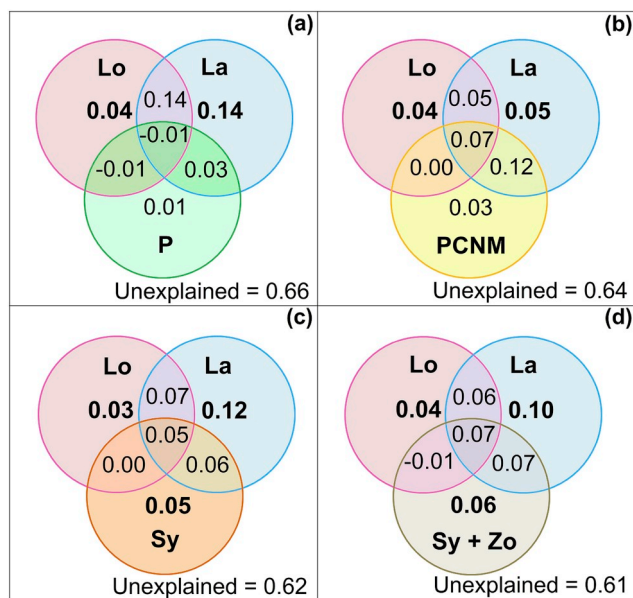 (a)
Lo La
0.04 0.14 0.14
-0.01
-0.01 0.03
0.01
P
Unexplained = 0.66
(b)
Lo La
0.04 0.05 0.05
0.07
0.00 0.12
0.03
PCNM
Unexplained = 0.64
(c)
Lo La
0.03 0.07 0.12
0.05
0.00 0.06
0.05
Sy
Unexplained = 0.62
(d)
Lo La
0.04 0.06 0.10
0.07
-0.01 0.07
0.06
Sy + Zo
Unexplained = 0.61